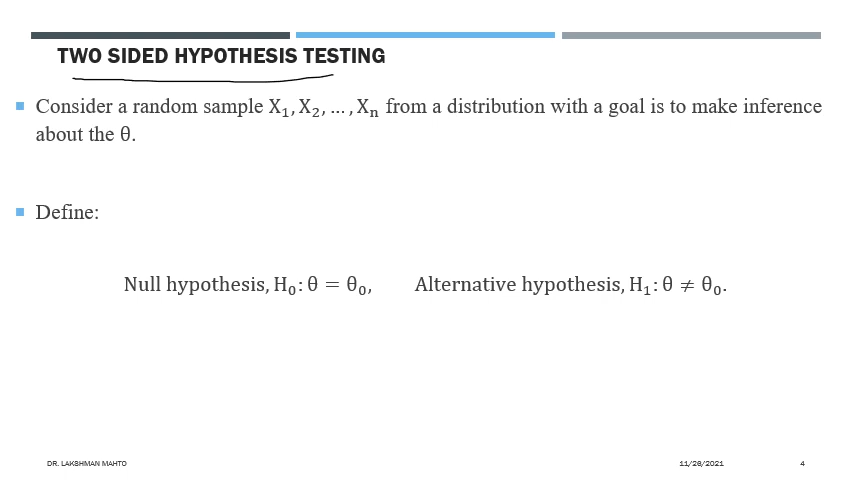 TWO SIDED HYPOTHESIS TESTING
Consider a random sample X₁, X₂, … , Xₙ from a distribution with a goal is to make inference
about the θ.
Define:
Null hypothesis, H₀: θ = θ₀, Alternative hypothesis, H₁: θ ≠ θ₀.
DR. LAKSHMAN MAHTO 11/26/2021 4